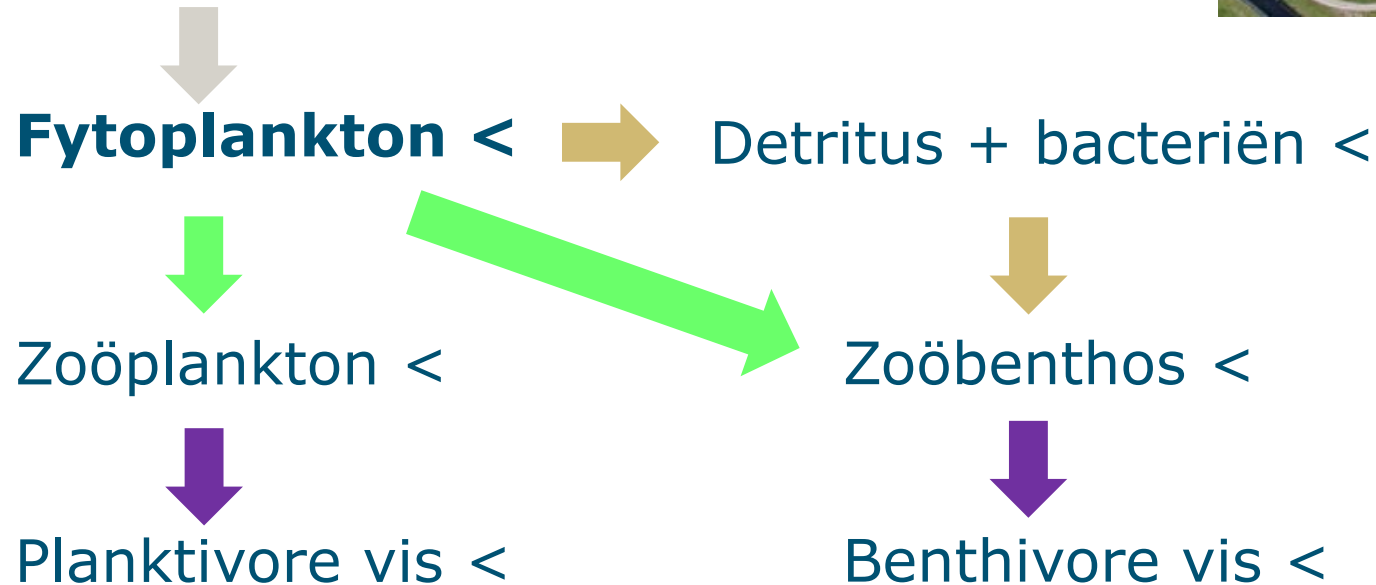 Fytoplankton <
Detritus + bacteriën <
Zoöplankton <
Zoöbenthos <
Planktivore vis <
Benthivore vis <